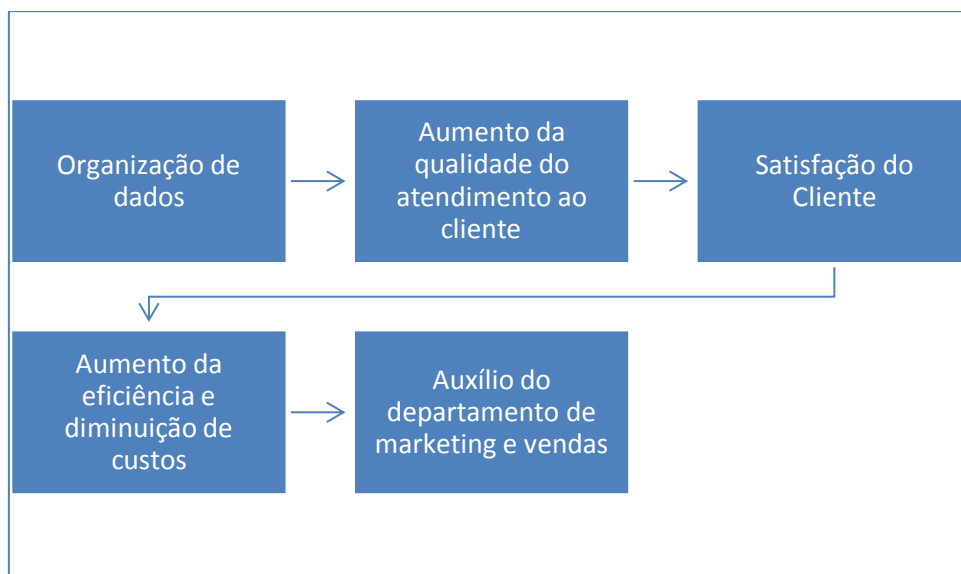 Organização de
dados
Aumento da
qualidade do
atendimento ao
cliente
Satisfação do
Cliente
Aumento da
eficiência e
diminuição de
custos
Auxílio do
departamento de
marketing e vendas